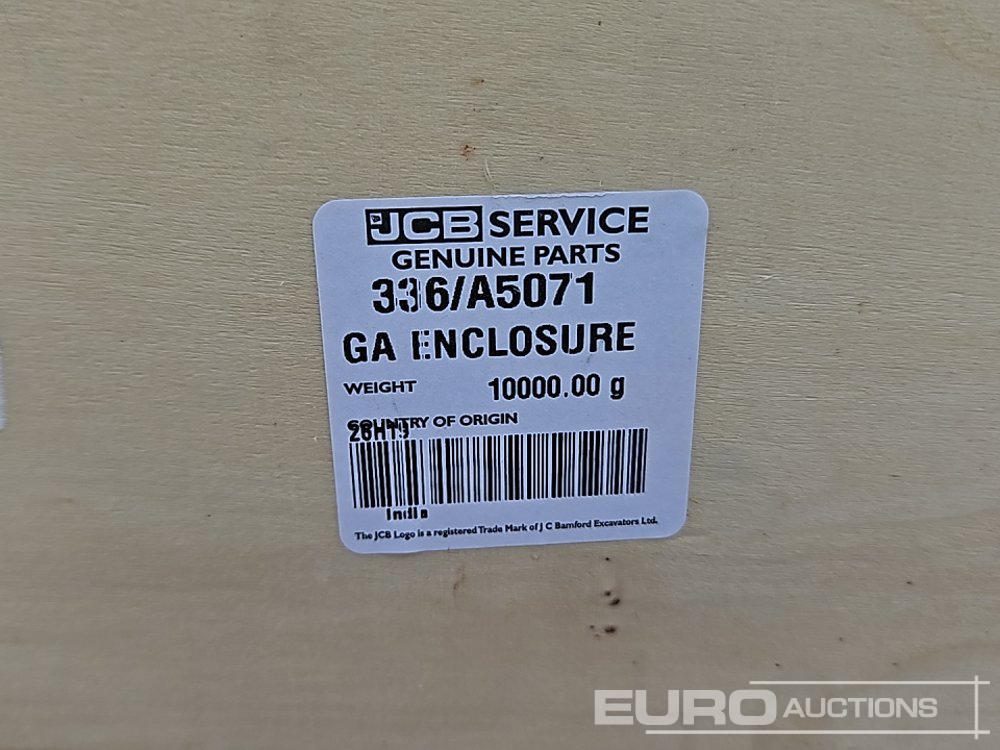 JCB SERVICE
GENUINE PARTS
336/A5071
GA ENCLOSURE
WEIGHT 10000.00 g
COUNTRY OF ORIGIN
India
The JCB Logo is a registered Trade Mark of J C Bamford Excavators Ltd.
EURO AUCTIONS